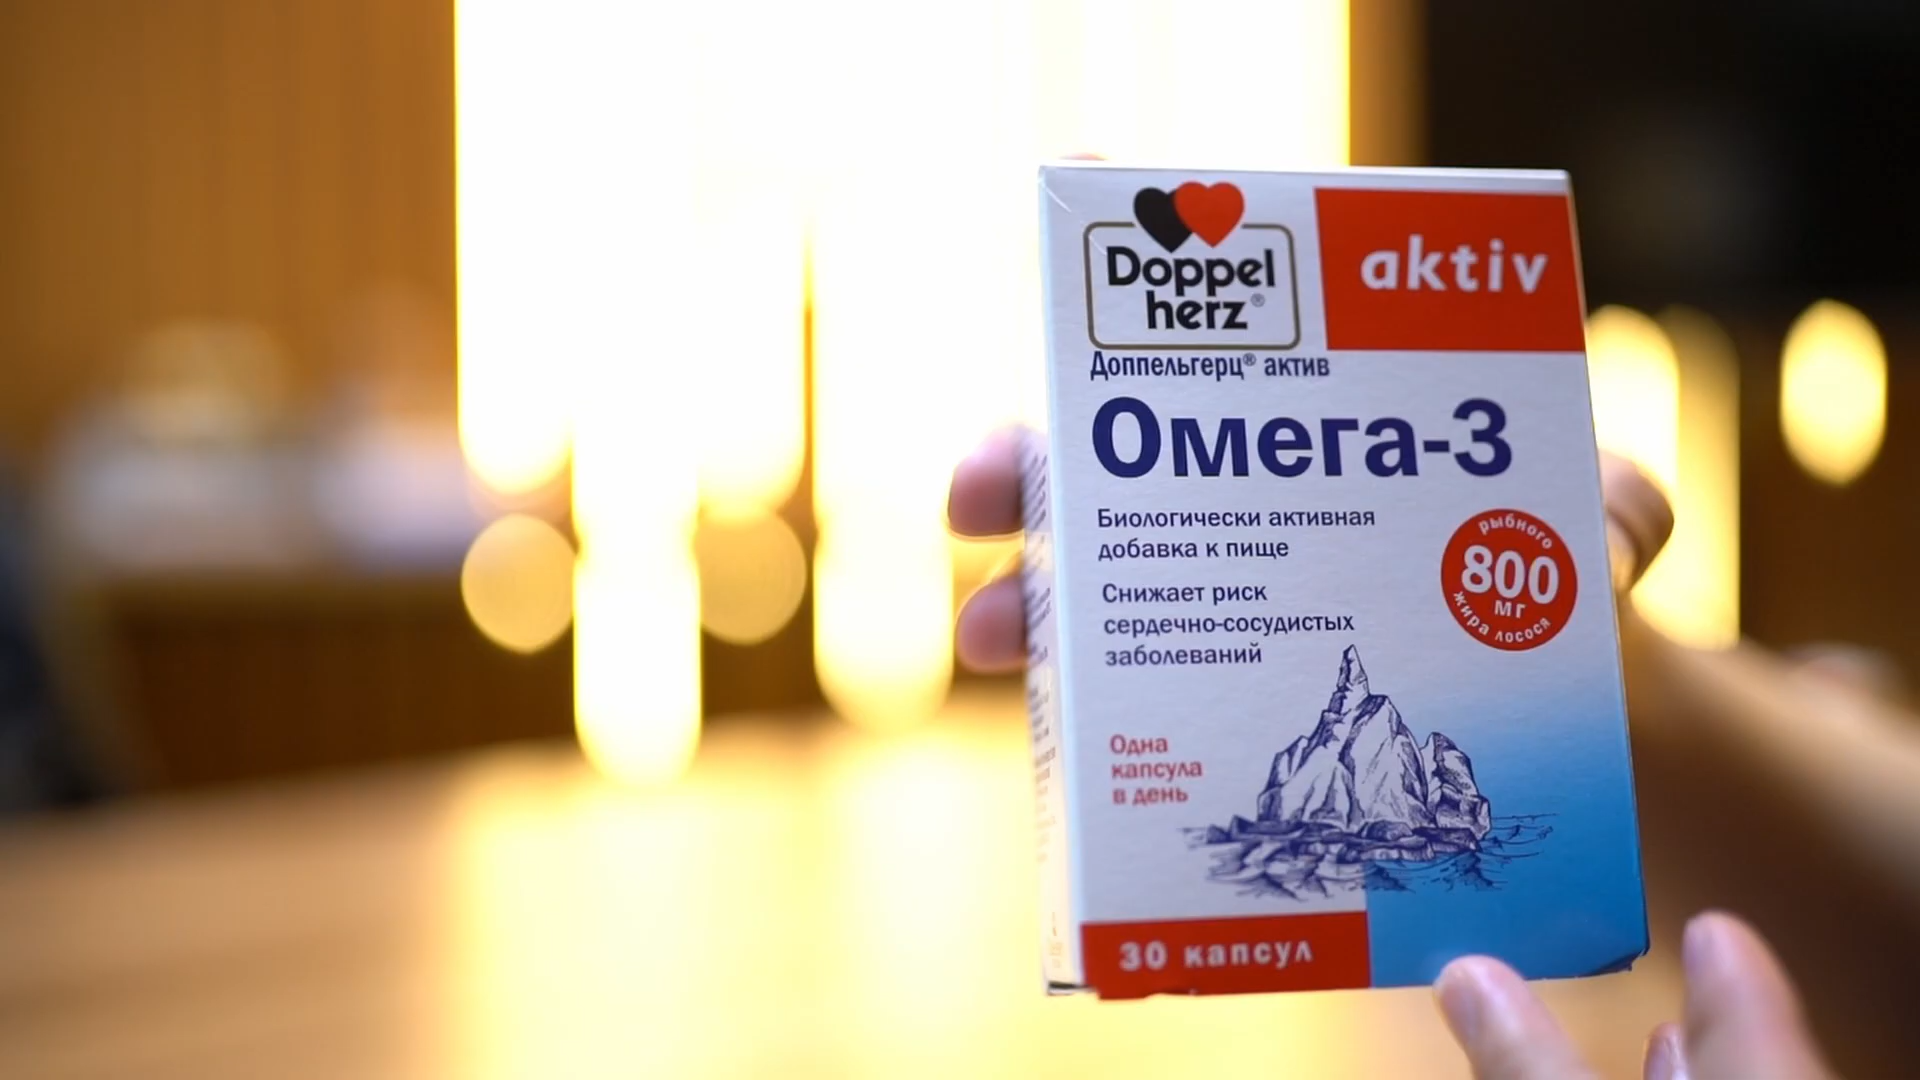 Doppel
herz®
aktiv
Доппельгерц® актив
Омега-3
Биологически активная
добавка к пище
Снижает риск
сердечно-сосудистых
заболеваний
рыбного
800
мг
жира лосося
Одна
капсула
в день
30 капсул